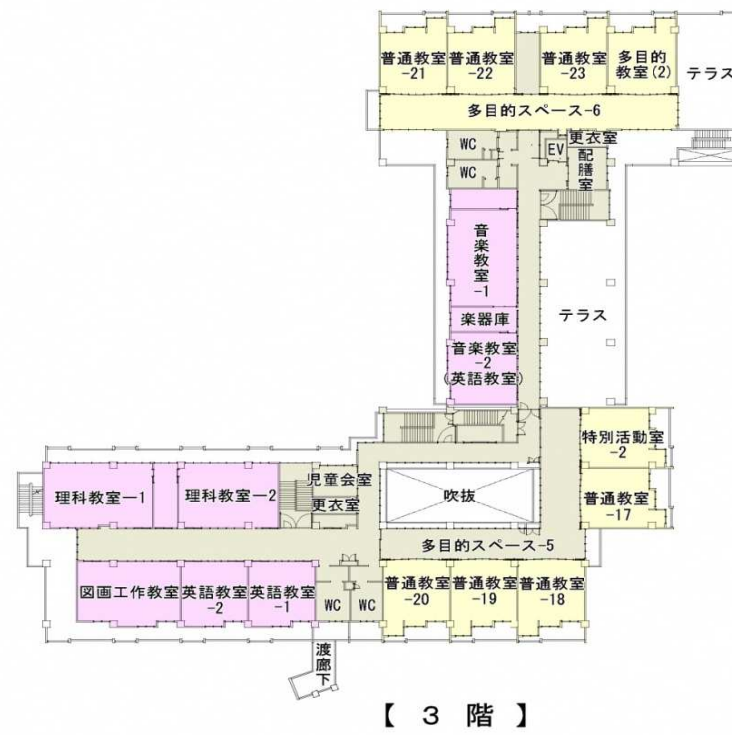 普通教室
-21
普通教室
-22
普通教室
-23
多目的
教室(2)
テラス
多目的スペース-6
WC
WC
EV
更衣室
配膳室
音楽教室
-1
楽器庫
音楽教室
-2
(英語教室)
テラス
特別活動室
-2
普通教室
-17
理科教室ー1
理科教室ー2
児童会室
更衣室
吹抜
多目的スペース-5
図画工作教室
英語教室
-2
英語教室
-1
WC
WC
普通教室
-20
普通教室
-19
普通教室
-18
渡廊下
【 3 階 】